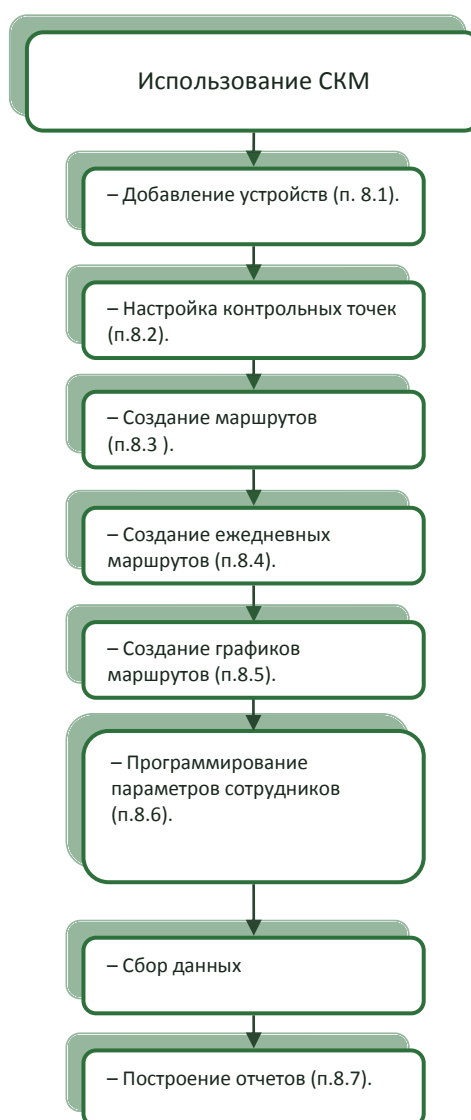 Использование СКМ
– Добавление устройств (п. 8.1).
– Настройка контрольных точек
(п.8.2).
– Создание маршрутов
(п.8.3 ).
– Создание ежедневных
маршрутов (п.8.4).
– Создание графиков
маршрутов (п.8.5).
– Программирование
параметров сотрудников
(п.8.6).
– Сбор данных
– Построение отчетов (п.8.7).